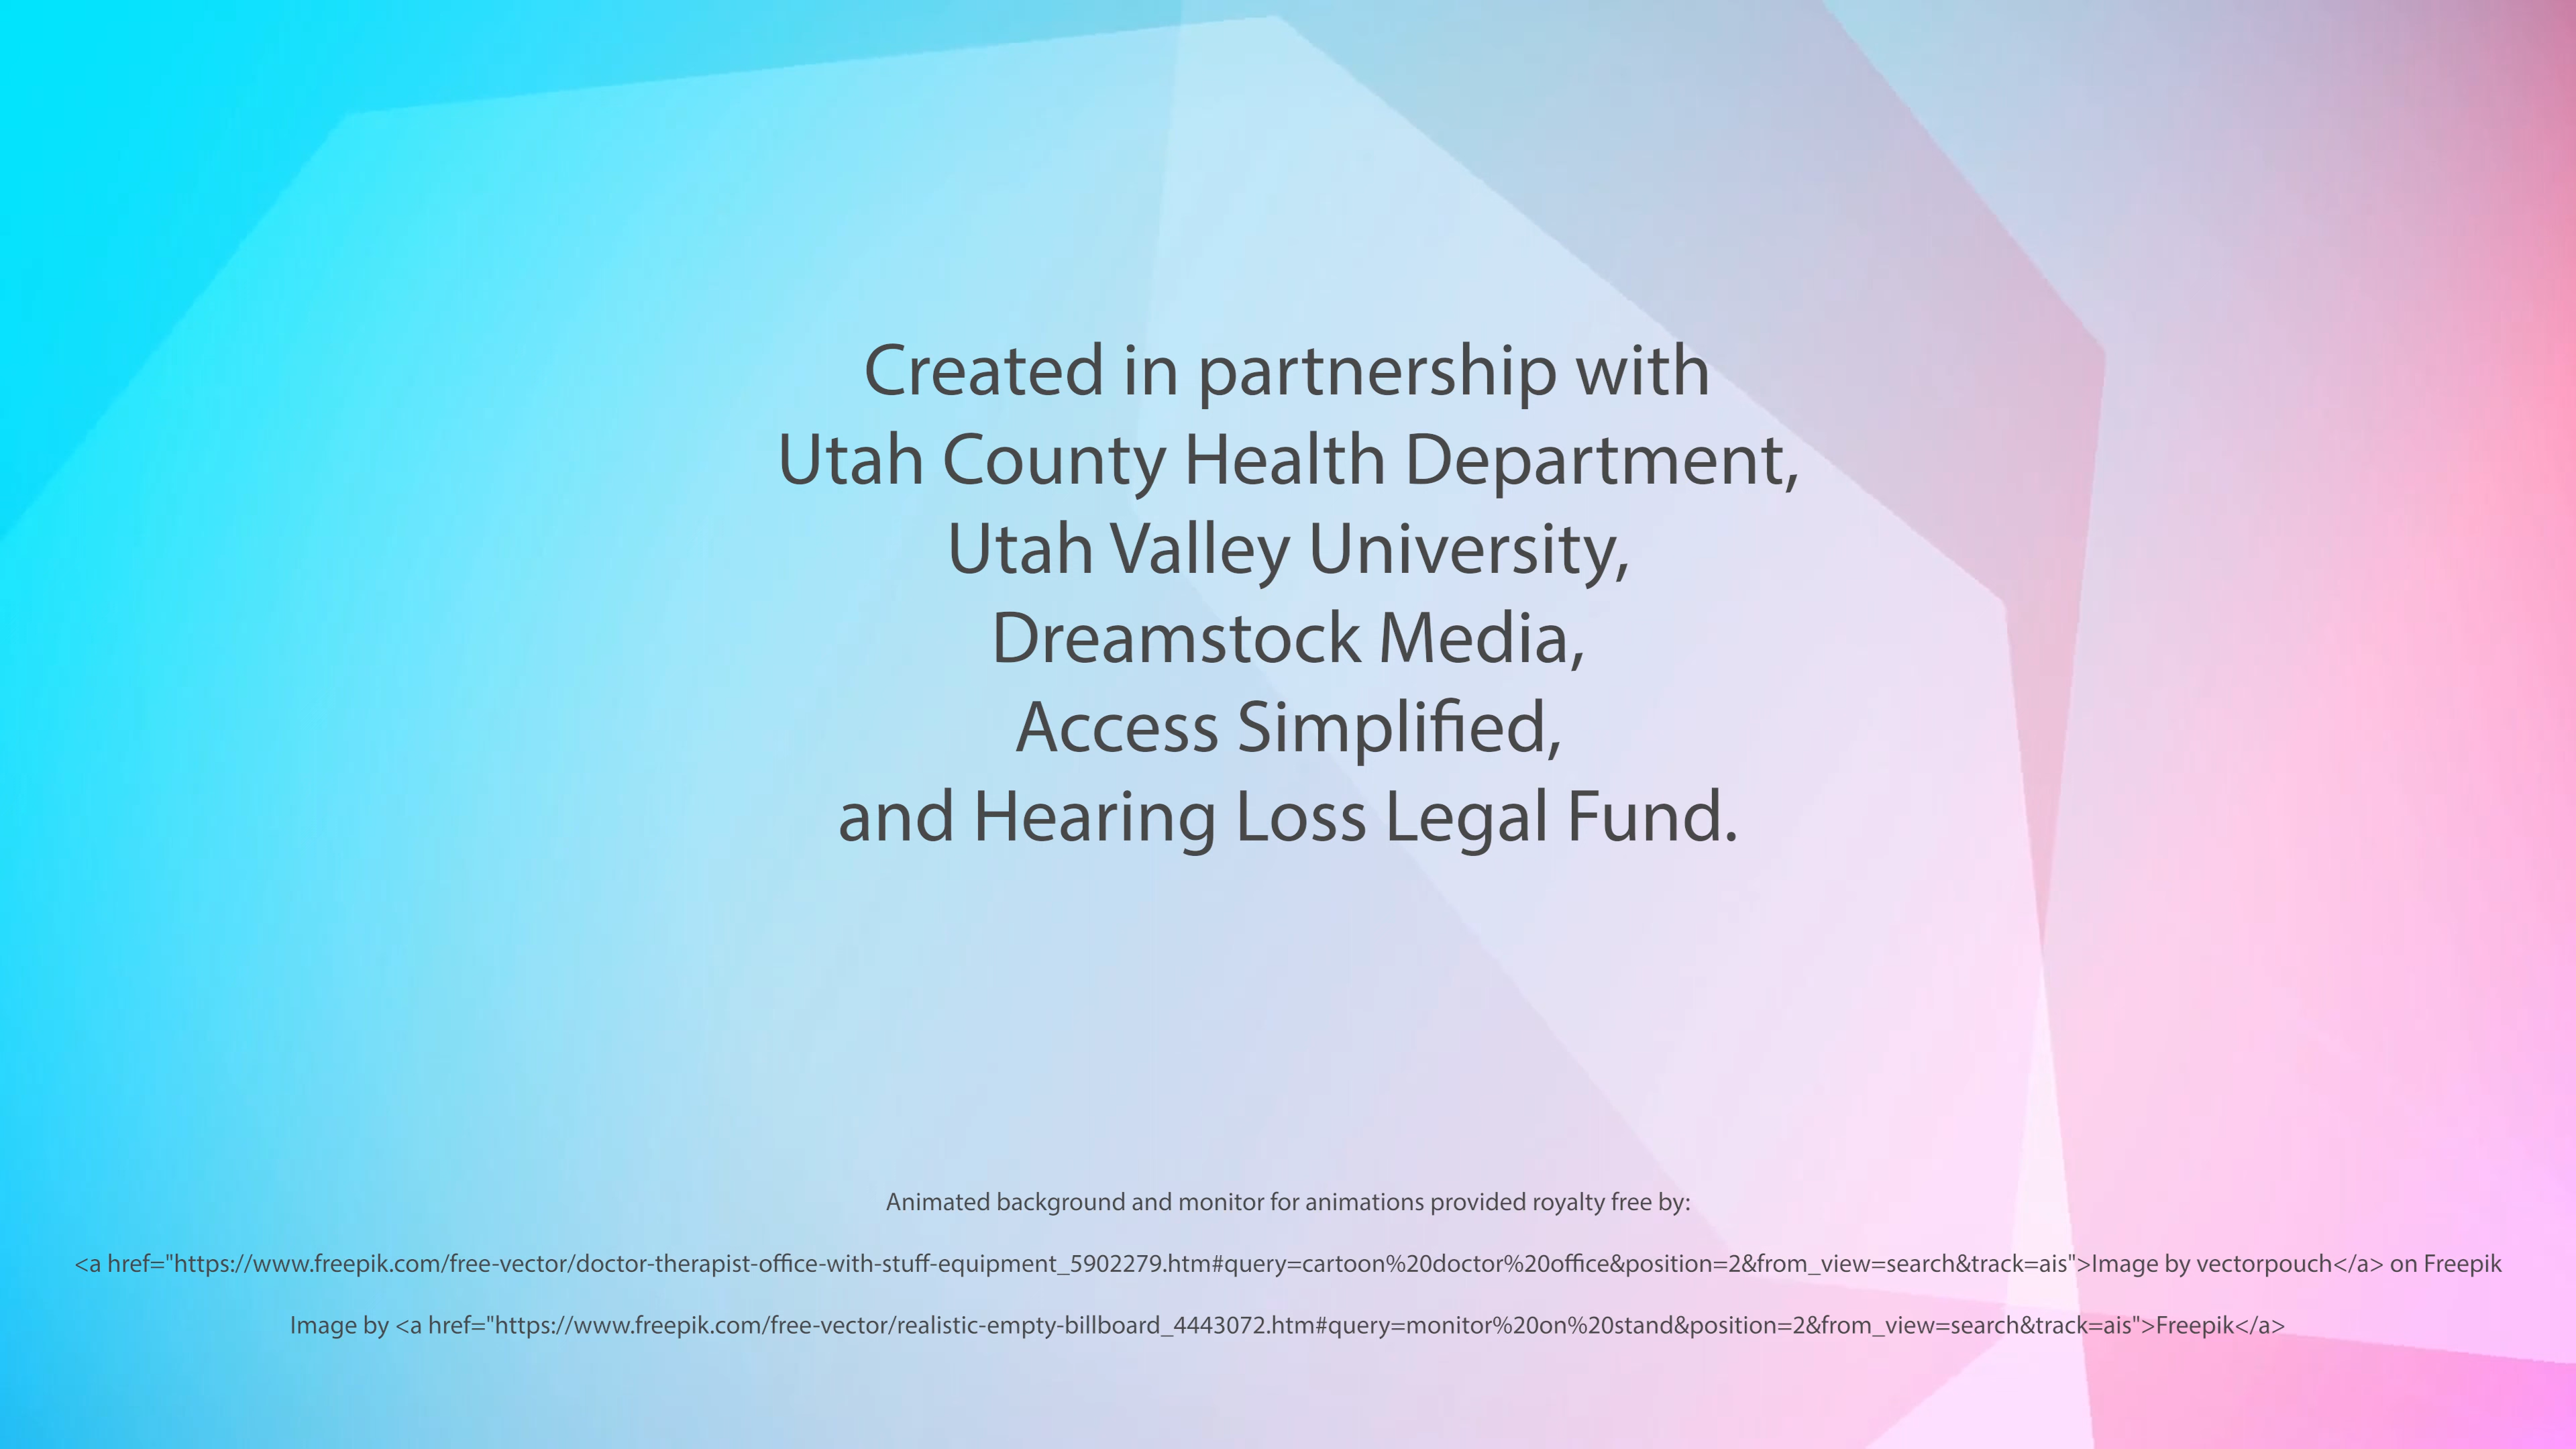 Created in partnership with
Utah County Health Department,
Utah Valley University,
Dreamstock Media,
Access Simplified,
and Hearing Loss Legal Fund.
Animated background and monitor for animations provided royalty free by:
<a href="https://www.freepik.com/free-vector/doctor-therapist-office-with-stuff-equipment_5902279.htm#query=cartoon%20doctor%20office&position=2&from_view=search&track=ais">Image by vectorpouch</a> on Freepik
Image by <a href="https://www.freepik.com/free-vector/realistic-empty-billboard_4443072.htm#query=monitor%20on%20stand&position=2&from_view=search&track=ais">Freepik</a>